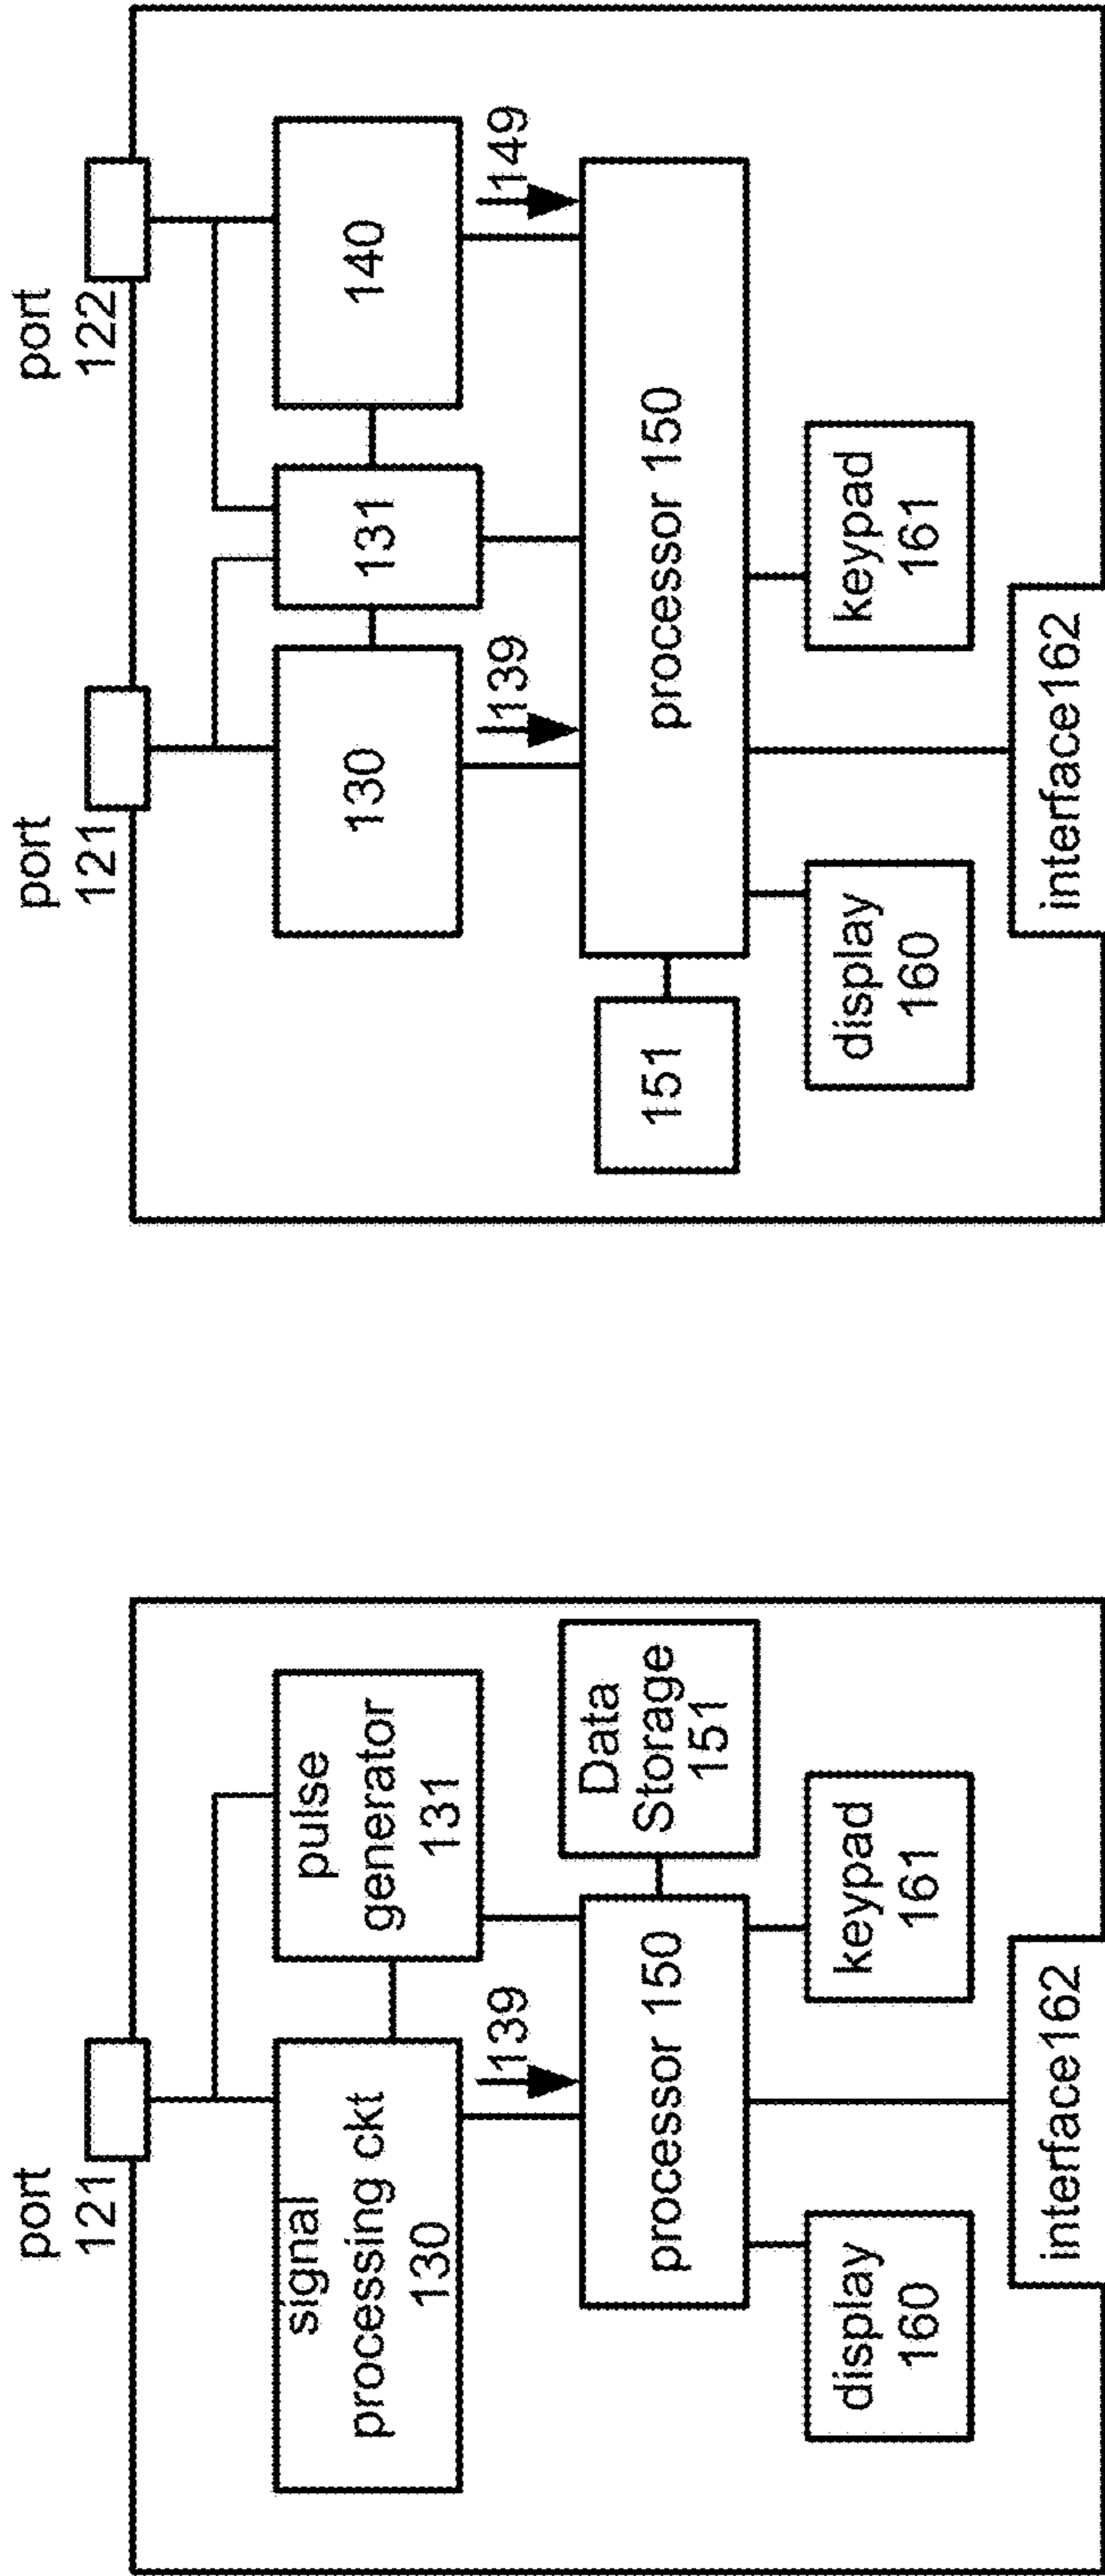 port
121
signal
processing ckt
130
pulse
generator
131
139
processor 150
Data
Storage
151
display
160
keypad
161
interface162
port
121
port
122
130
131
140
139
149
processor 150
151
display
160
keypad
161
interface162